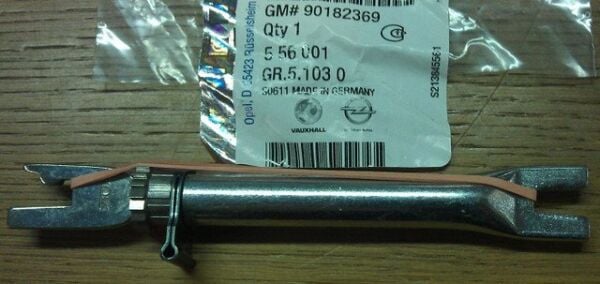 GM# 90182369
Qty 1
5 56 001
GR.5.103 0
S0611 MADE IN GERMANY
VAUXHALL
Opel, D 65423 Rüsselsheim
S213845561